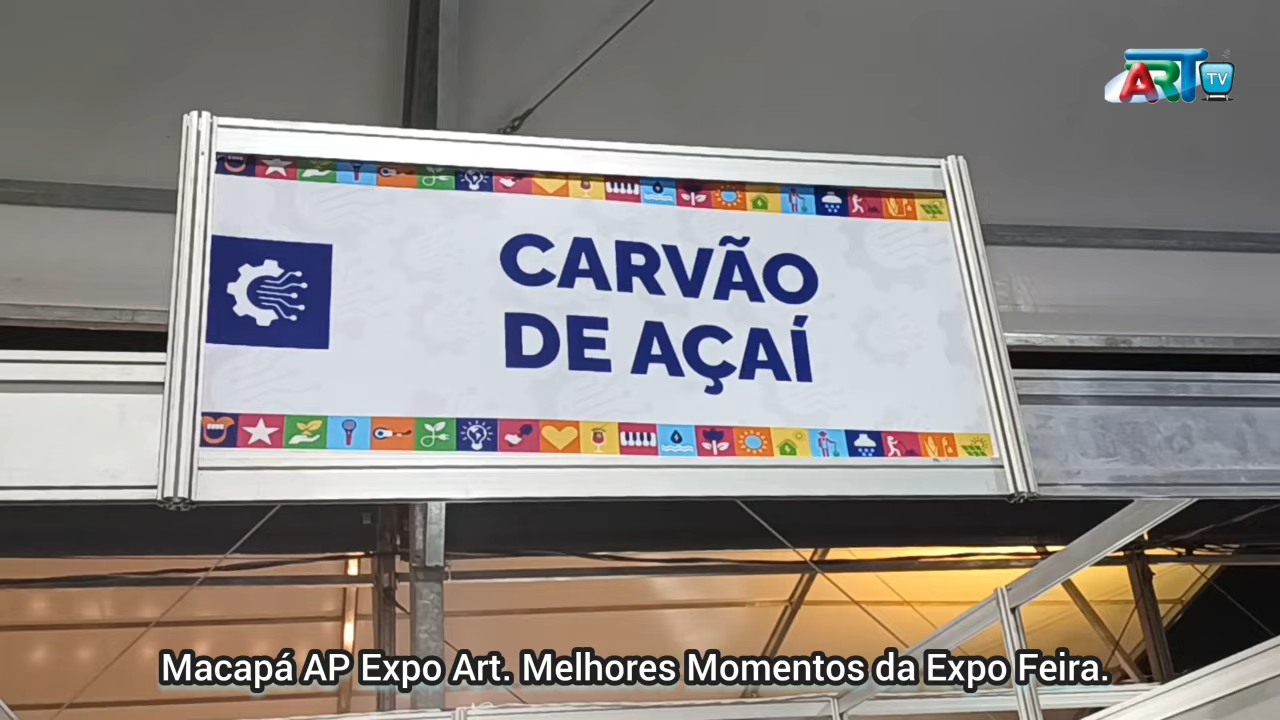 ART TV
CARVÃO
DE AÇAÍ
Macapá AP Expo Art. Melhores Momentos da Expo Feira.